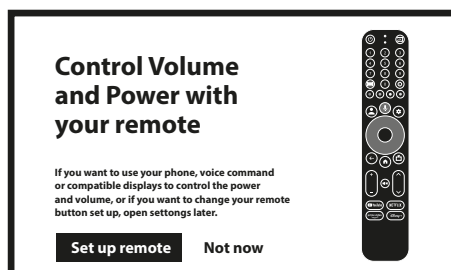 Control Volume
and Power with
your remote
If you want to use your phone, voice command
or compatible displays to control the power
and volume, or if you want to change your remote
button set up, open settongs later.
Set up remote Not now
YouTube NETFLIX